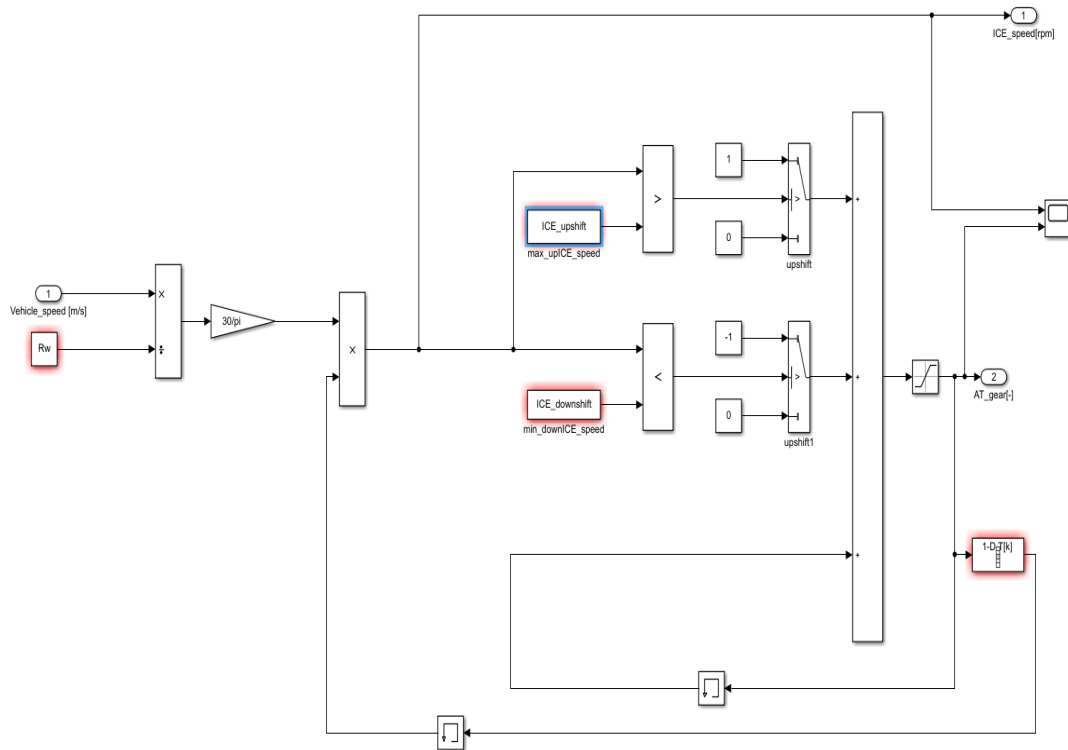 1
ICE_speed[rpm]
1
>
ICE_upshift
>
max_upICE_speed
0
upshift
1
Vehicle_speed [m/s]
×
30/pi
Rw
÷
×
-1
<
>
ICE_downshift
min_downICE_speed
0
upshift1
+
+
+
2
AT_gear[-]
1-D T[k]